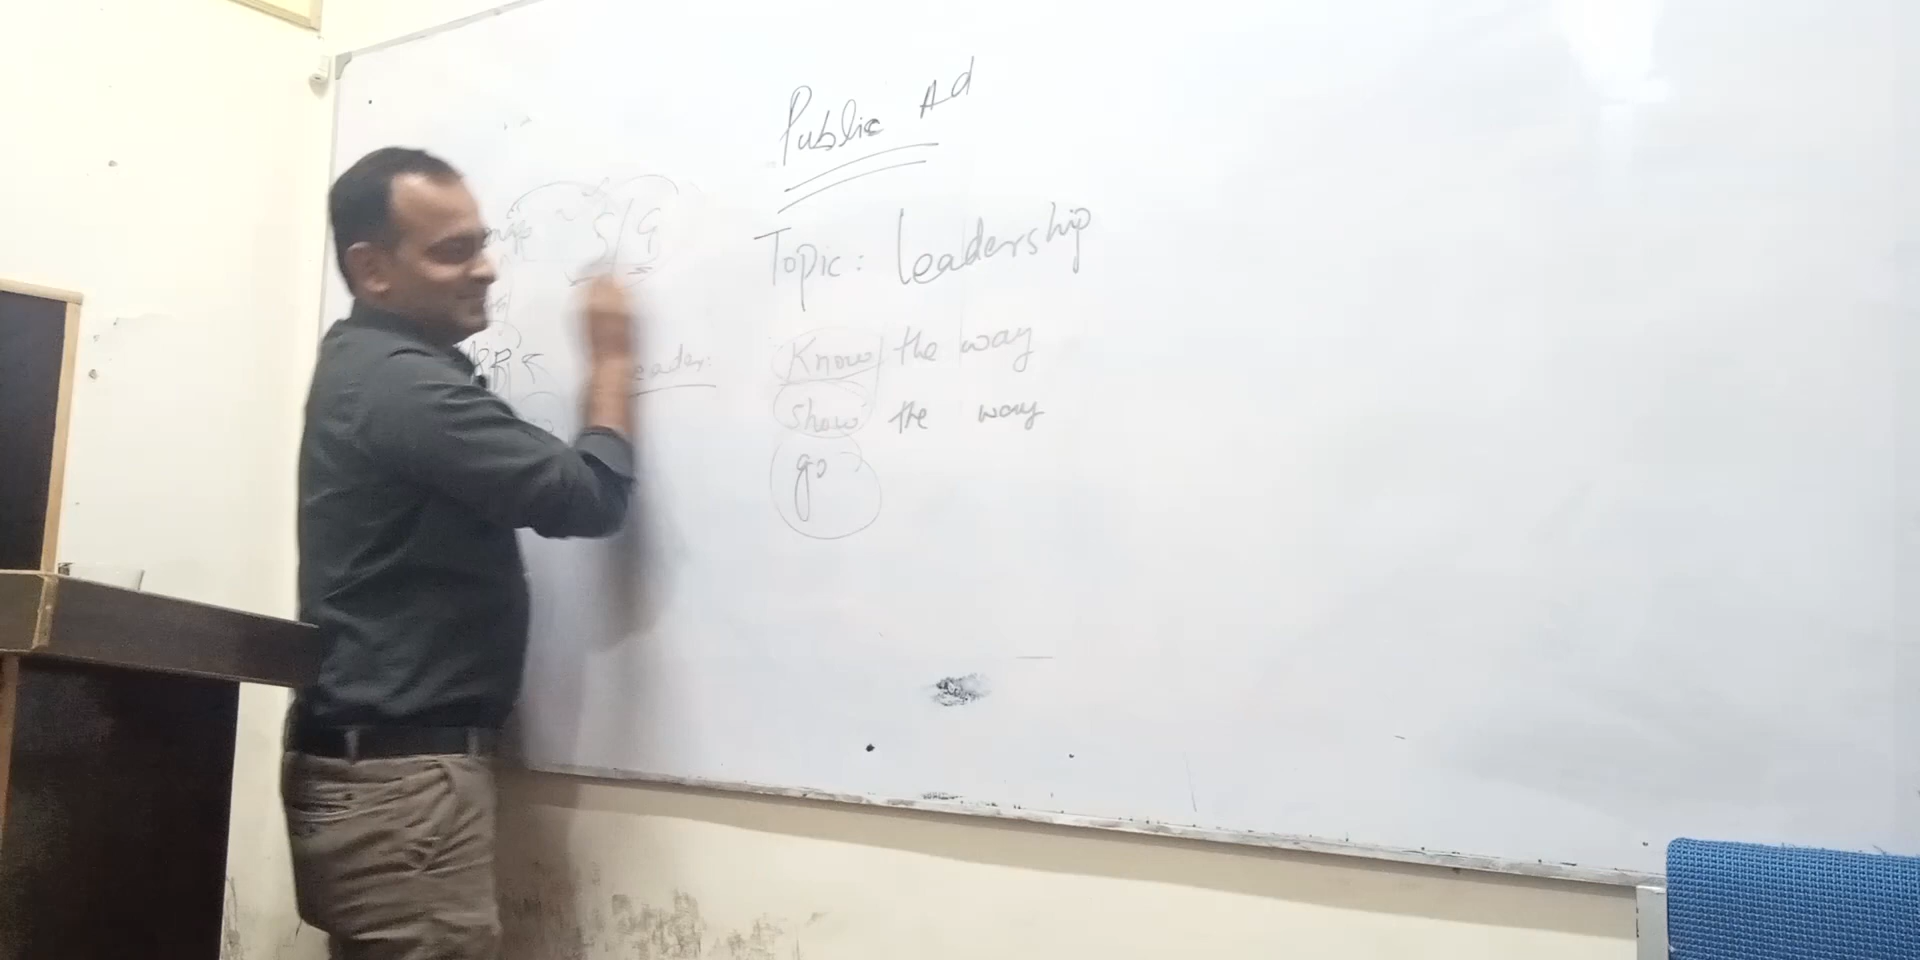 Public Ad
Topic: Leadership
S/G
Know the way
show the way
go